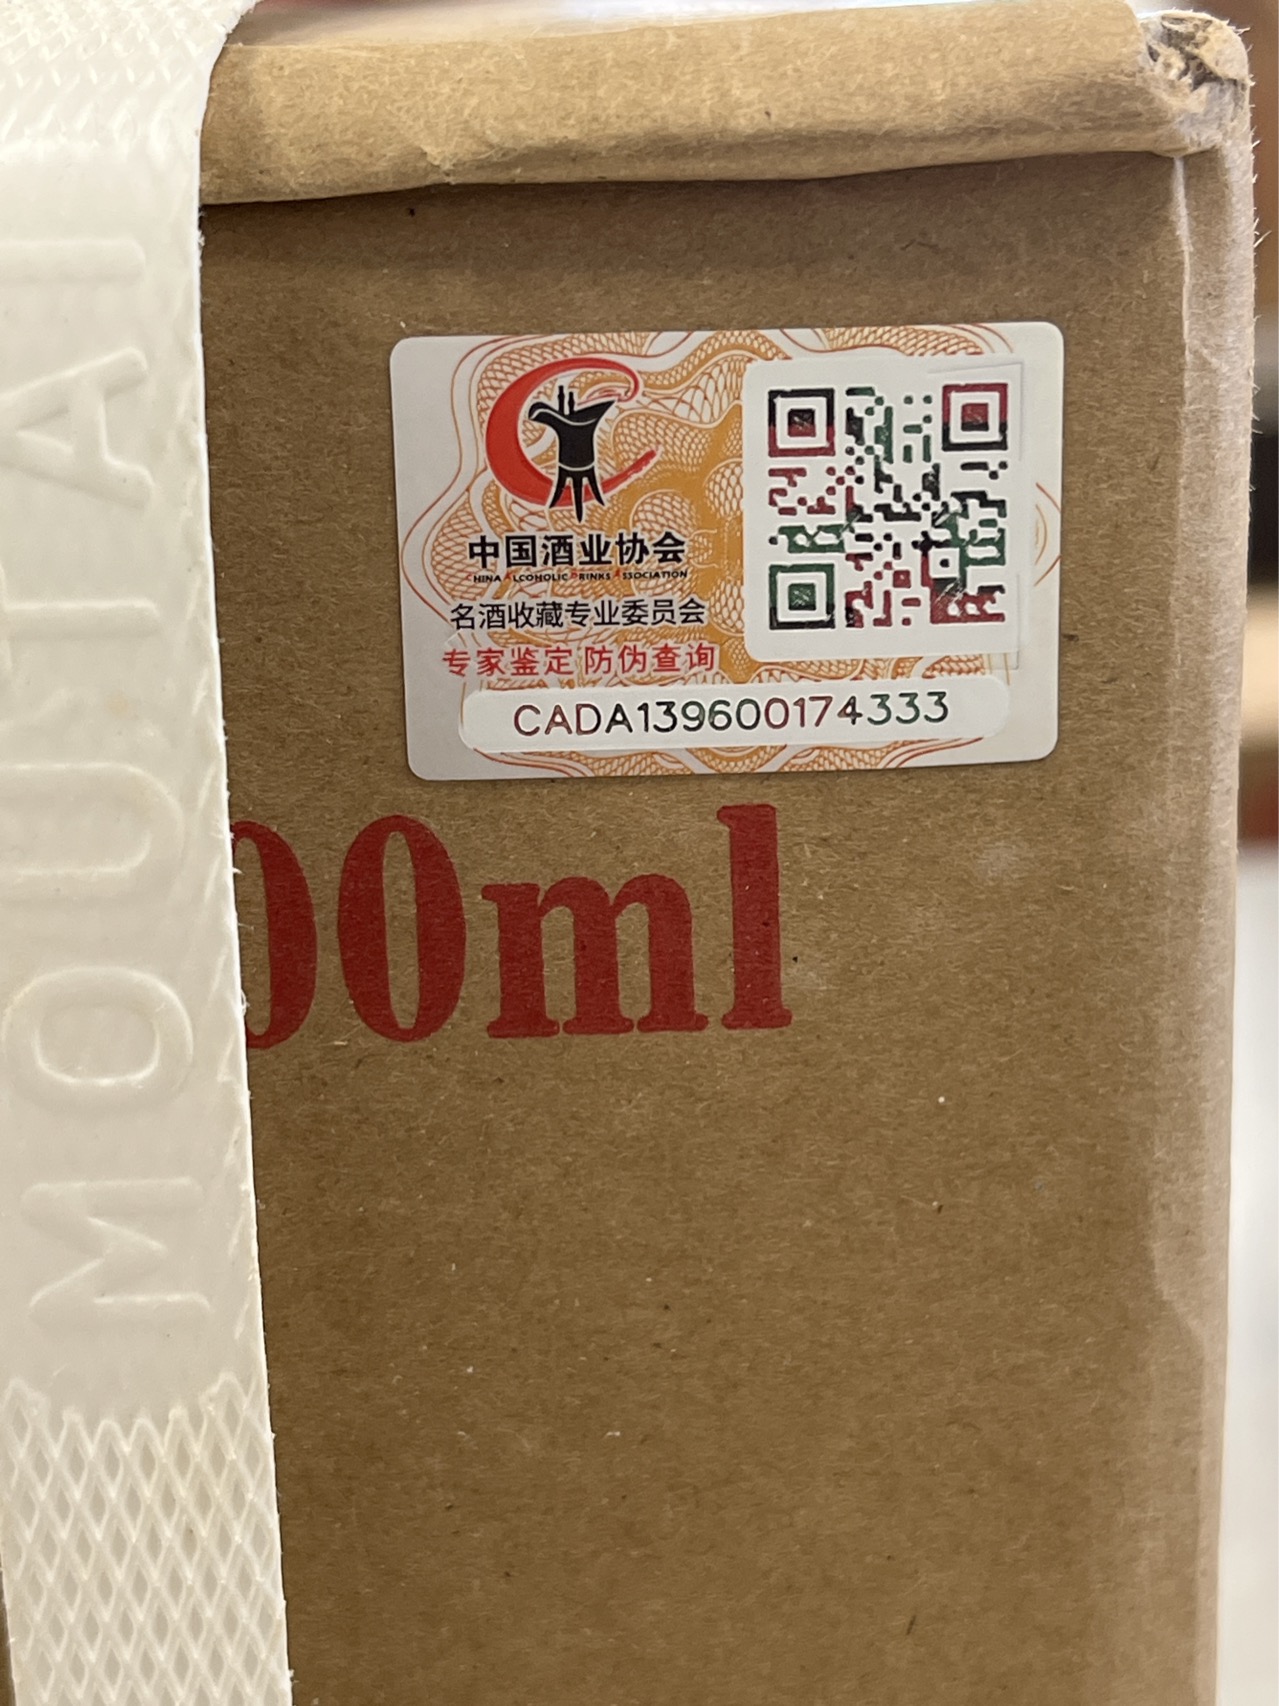 MOUTAI
中国酒业协会
CHINA ALCOHOLIC DRINKS ASSOCIATION
名酒收藏专业委员会
专家鉴定 防伪查询
CADA139600174333
00ml